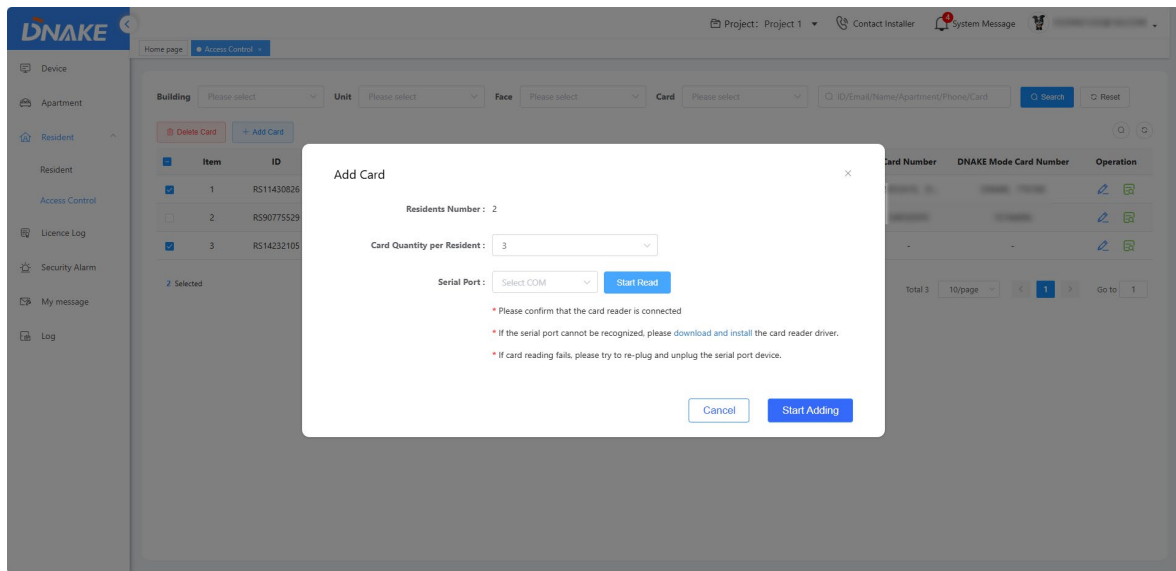 DNAKE
Project: Project 1
Contact Installer
4
System Message
Home page
Access Control ×
Device
Apartment
Resident
Resident
Access Control
Licence Log
Security Alarm
My message
Log
Building Please select Unit Please select Face Please select Card Please select ID/Email/Name/Apartment/Phone/Card Search Reset
Delete Card + Add Card
Item ID Card Number DNAKE Mode Card Number Operation
1 RS11430826
2 RS90775529
3 RS14232105 - -
2 Selected
Total 3 10/page < 1 > Go to 1
Add Card ×
Residents Number : 2
Card Quantity per Resident : 3
Serial Port : Select COM Start Read
* Please confirm that the card reader is connected
* If the serial port cannot be recognized, please download and install the card reader driver.
* If card reading fails, please try to re-plug and unplug the serial port device.
Cancel Start Adding